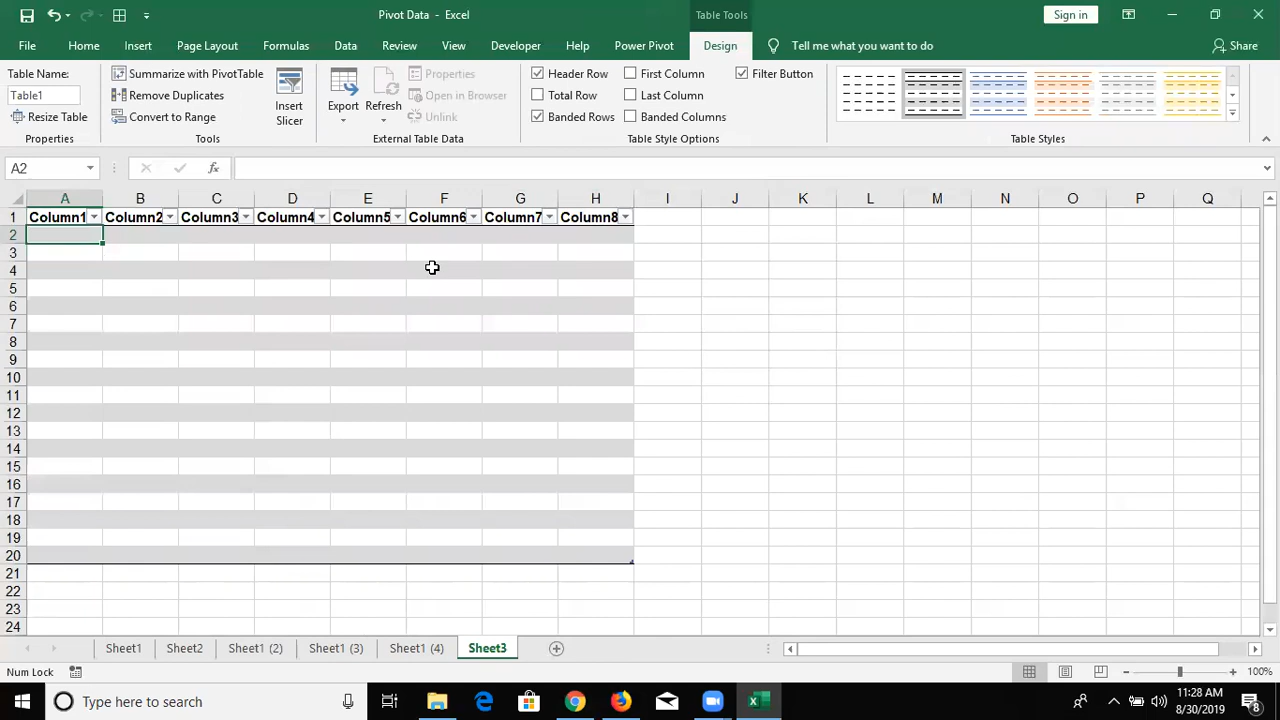 Pivot Data - Excel
Table Tools
Sign in
File Home Insert Page Layout Formulas Data Review View Developer Help Power Pivot Design Tell me what you want to do Share
Table Name:
Table1
Resize Table
Properties
Summarize with PivotTable
Remove Duplicates
Convert to Range
Tools
Insert
Slicer
Export
Refresh
Properties
Open in Browser
Unlink
External Table Data
Header Row
Total Row
Banded Rows
First Column
Last Column
Banded Columns
Filter Button
Table Style Options
Table Styles
A2
fx
A B C D E F G H I J K L M N O P Q
1 Column1 Column2 Column3 Column4 Column5 Column6 Column7 Column8
2
3
4
5
6
7
8
9
10
11
12
13
14
15
16
17
18
19
20
21
22
23
24
Sheet1 Sheet2 Sheet1 (2) Sheet1 (3) Sheet1 (4) Sheet3
Num Lock
100%
Type here to search
11:28 AM
8/30/2019
8